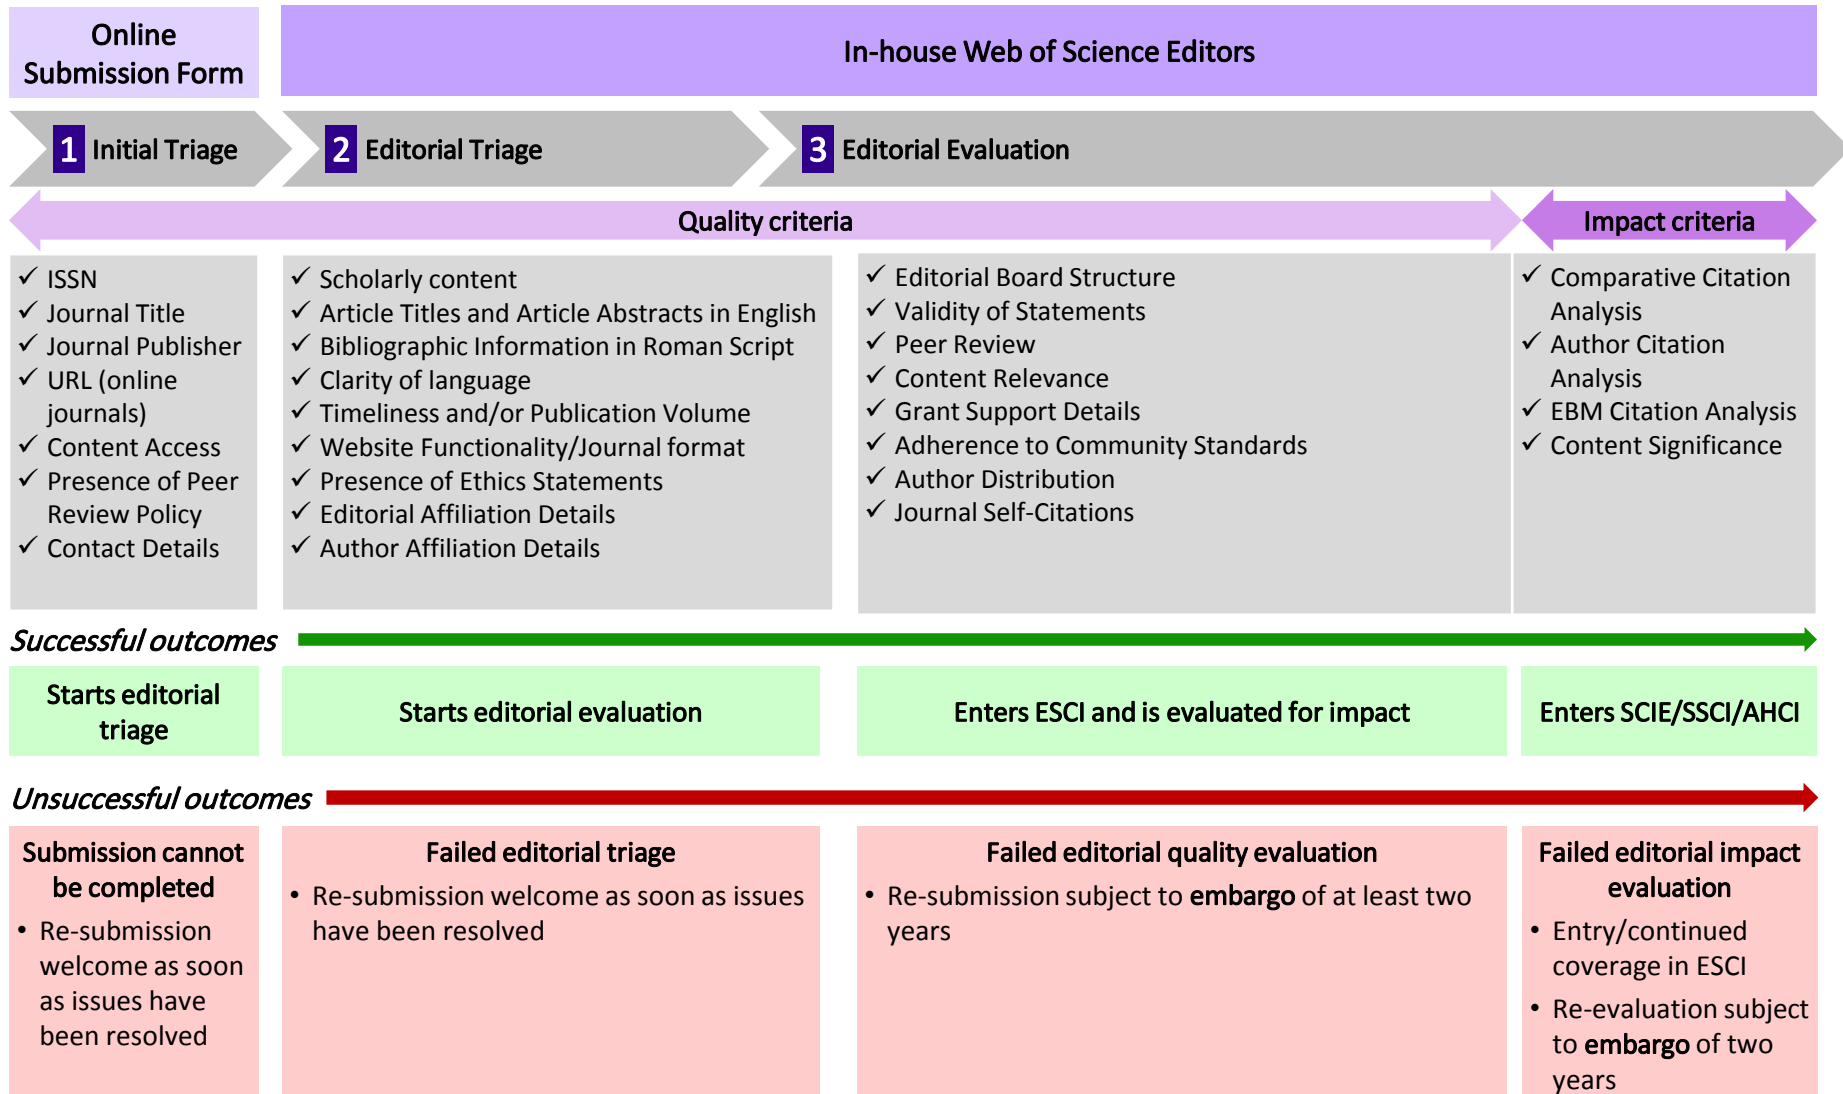 Online
Submission Form
In-house Web of Science Editors
1 Initial Triage
2 Editorial Triage
3 Editorial Evaluation
Quality criteria
Impact criteria
✓ ISSN
✓ Journal Title
✓ Journal Publisher
✓ URL (online
journals)
✓ Content Access
✓ Presence of Peer
Review Policy
✓ Contact Details
✓ Scholarly content
✓ Article Titles and Article Abstracts in English
✓ Bibliographic Information in Roman Script
✓ Clarity of language
✓ Timeliness and/or Publication Volume
✓ Website Functionality/Journal format
✓ Presence of Ethics Statements
✓ Editorial Affiliation Details
✓ Author Affiliation Details
✓ Editorial Board Structure
✓ Validity of Statements
✓ Peer Review
✓ Content Relevance
✓ Grant Support Details
✓ Adherence to Community Standards
✓ Author Distribution
✓ Journal Self-Citations
✓ Comparative Citation
Analysis
✓ Author Citation
Analysis
✓ EBM Citation Analysis
✓ Content Significance
Successful outcomes
Starts editorial
triage
Starts editorial evaluation
Enters ESCI and is evaluated for impact
Enters SCIE/SSCI/AHCI
Unsuccessful outcomes
Submission cannot
be completed
• Re-submission
welcome as soon
as issues have
been resolved
Failed editorial triage
• Re-submission welcome as soon as issues
have been resolved
Failed editorial quality evaluation
• Re-submission subject to embargo of at least two
years
Failed editorial impact
evaluation
• Entry/continued
coverage in ESCI
• Re-evaluation subject
to embargo of two
years